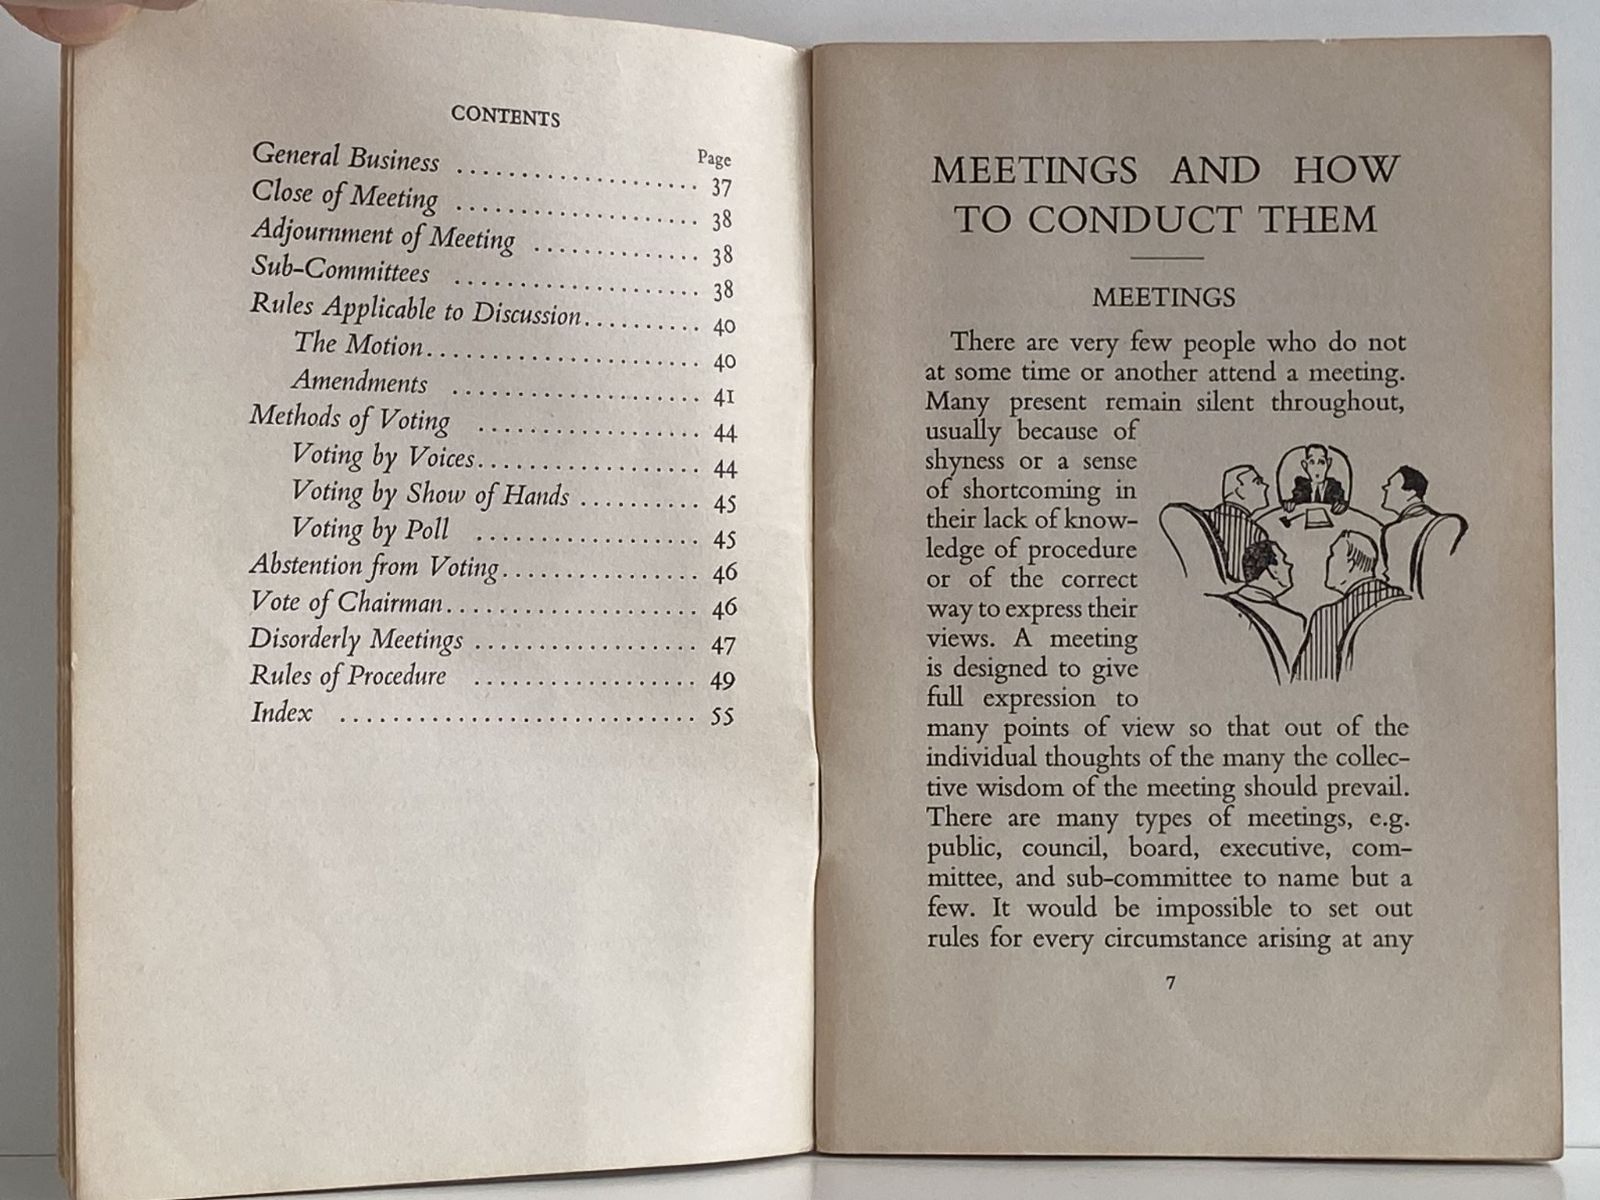 CONTENTS
Page
General Business .................... 37
Close of Meeting .................... 38
Adjournment of Meeting ............. 38
Sub-Committees .................... 38
Rules Applicable to Discussion.......... 40
The Motion...................... 40
Amendments .................... 41
Methods of Voting .................. 44
Voting by Voices.................. 44
Voting by Show of Hands .......... 45
Voting by Poll .................. 45
Abstention from Voting................ 46
Vote of Chairman.................... 46
Disorderly Meetings .................. 47
Rules of Procedure .................. 49
Index ............................ 55
MEETINGS AND HOW
TO CONDUCT THEM
MEETINGS
There are very few people who do not
at some time or another attend a meeting.
Many present remain silent throughout,
usually because of
shyness or a sense
of shortcoming in
their lack of know-
ledge of procedure
or of the correct
way to express their
views. A meeting
is designed to give
full expression to
many points of view so that out of the
individual thoughts of the many the collec-
tive wisdom of the meeting should prevail.
There are many types of meetings, e.g.
public, council, board, executive, com-
mittee, and sub-committee to name but a
few. It would be impossible to set out
rules for every circumstance arising at any
7